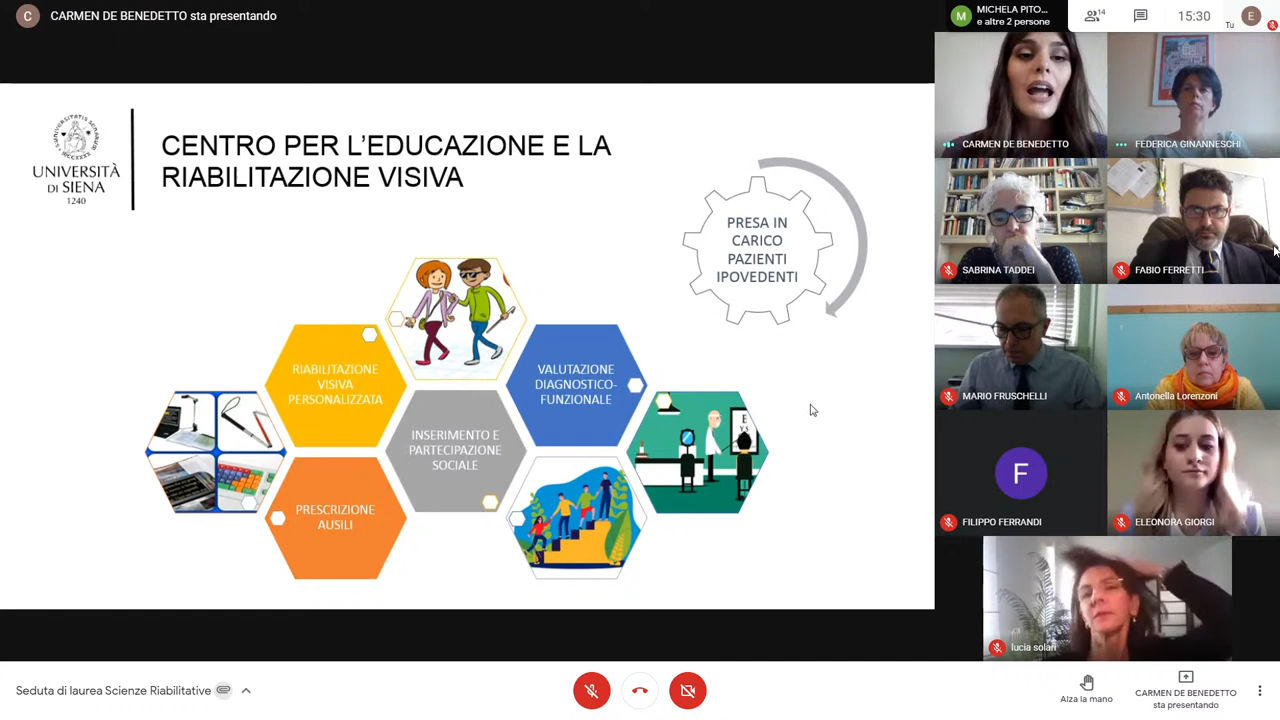 C
CARMEN DE BENEDETTO sta presentando
M
MICHELA PITO...
e altre 2 persone
14
15:30
Tu
E
UNIVERSITÀ
DI SIENA
1240
CENTRO PER L'EDUCAZIONE E LA
RIABILITAZIONE VISIVA
PRESA IN
CARICO
PAZIENTI
IPOVEDENTI
RIABILITAZIONE
VISIVA
PERSONALIZZATA
VALUTAZIONE
DIAGNOSTICO-
FUNZIONALE
INSERIMENTO E
PARTECIPAZIONE
SOCIALE
PRESCRIZIONE
AUSILI
E
CARMEN DE BENEDETTO
FEDERICA GINANNESCHI
SABRINA TADDEI
FABIO FERRETTI
MARIO FRUSCHELLI
Antonella Lorenzoni
F
FILIPPO FERRANDI
ELEONORA GIORGI
lucia solari
Seduta di laurea Scienze Riabilitative
Alza la mano
CARMEN DE BENEDETTO
sta presentando